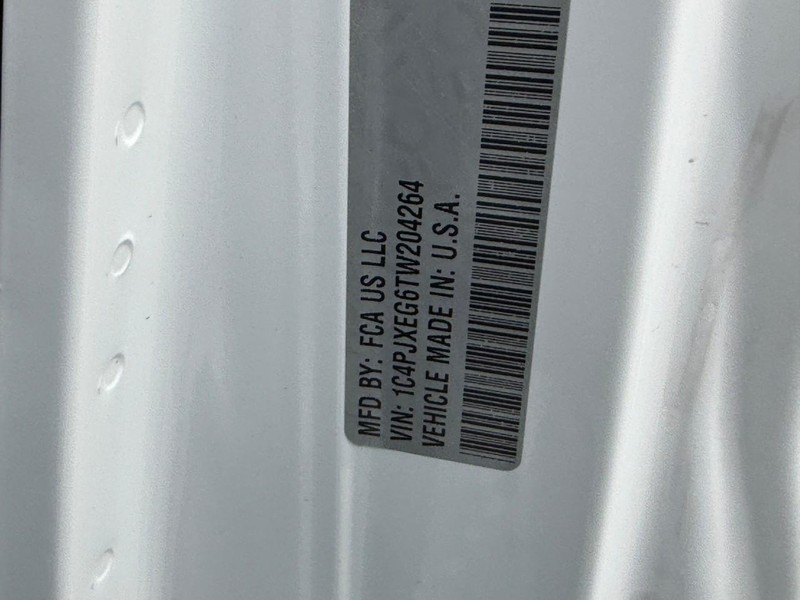 MFD BY: FCA US LLC
VIN: 1C4PJXEG6TW204264
VEHICLE MADE IN: U.S.A.